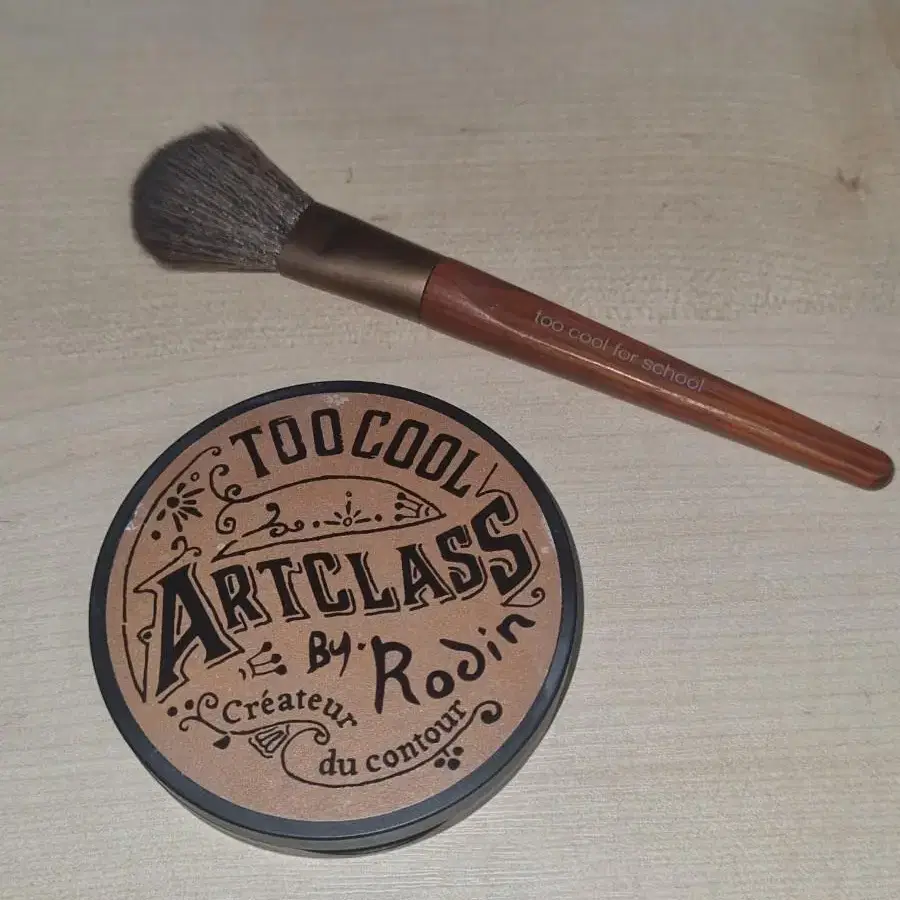 too cool for school
TOO COOL
ARTCLASS
By. Rodin
Créateur
du contour